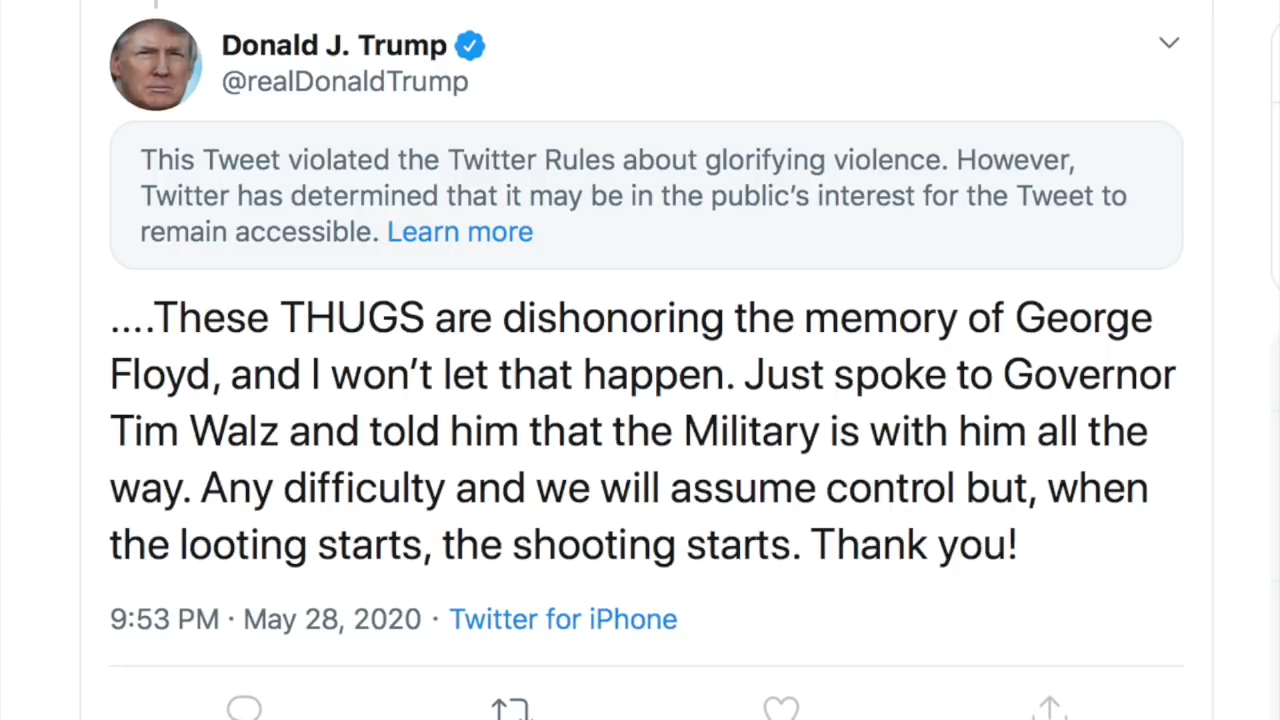 Donald J. Trump
@realDonaldTrump
This Tweet violated the Twitter Rules about glorifying violence. However,
Twitter has determined that it may be in the public’s interest for the Tweet to
remain accessible. Learn more
....These THUGS are dishonoring the memory of George
Floyd, and I won’t let that happen. Just spoke to Governor
Tim Walz and told him that the Military is with him all the
way. Any difficulty and we will assume control but, when
the looting starts, the shooting starts. Thank you!
9:53 PM · May 28, 2020 · Twitter for iPhone